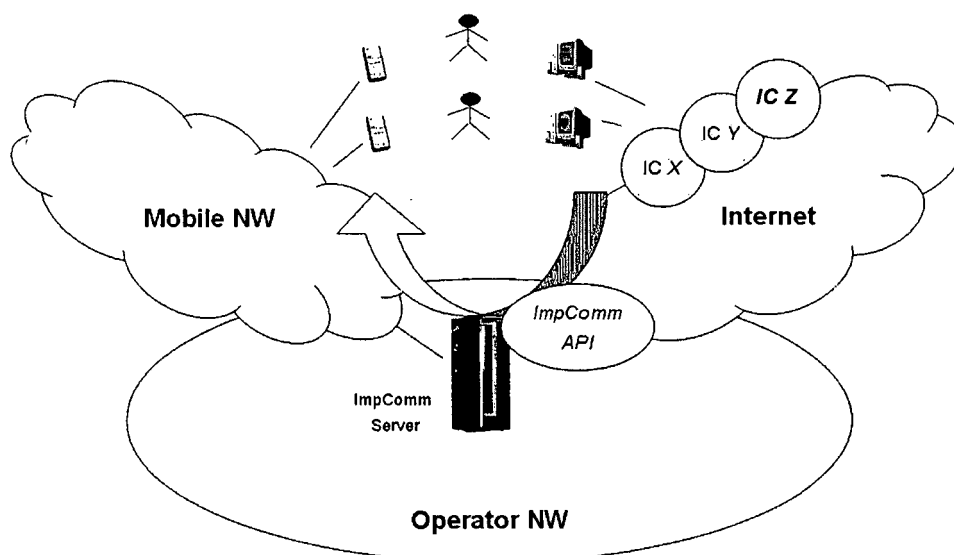 IC Z
IC Y
IC X
Mobile NW
Internet
ImpComm
API
ImpComm
Server
Operator NW